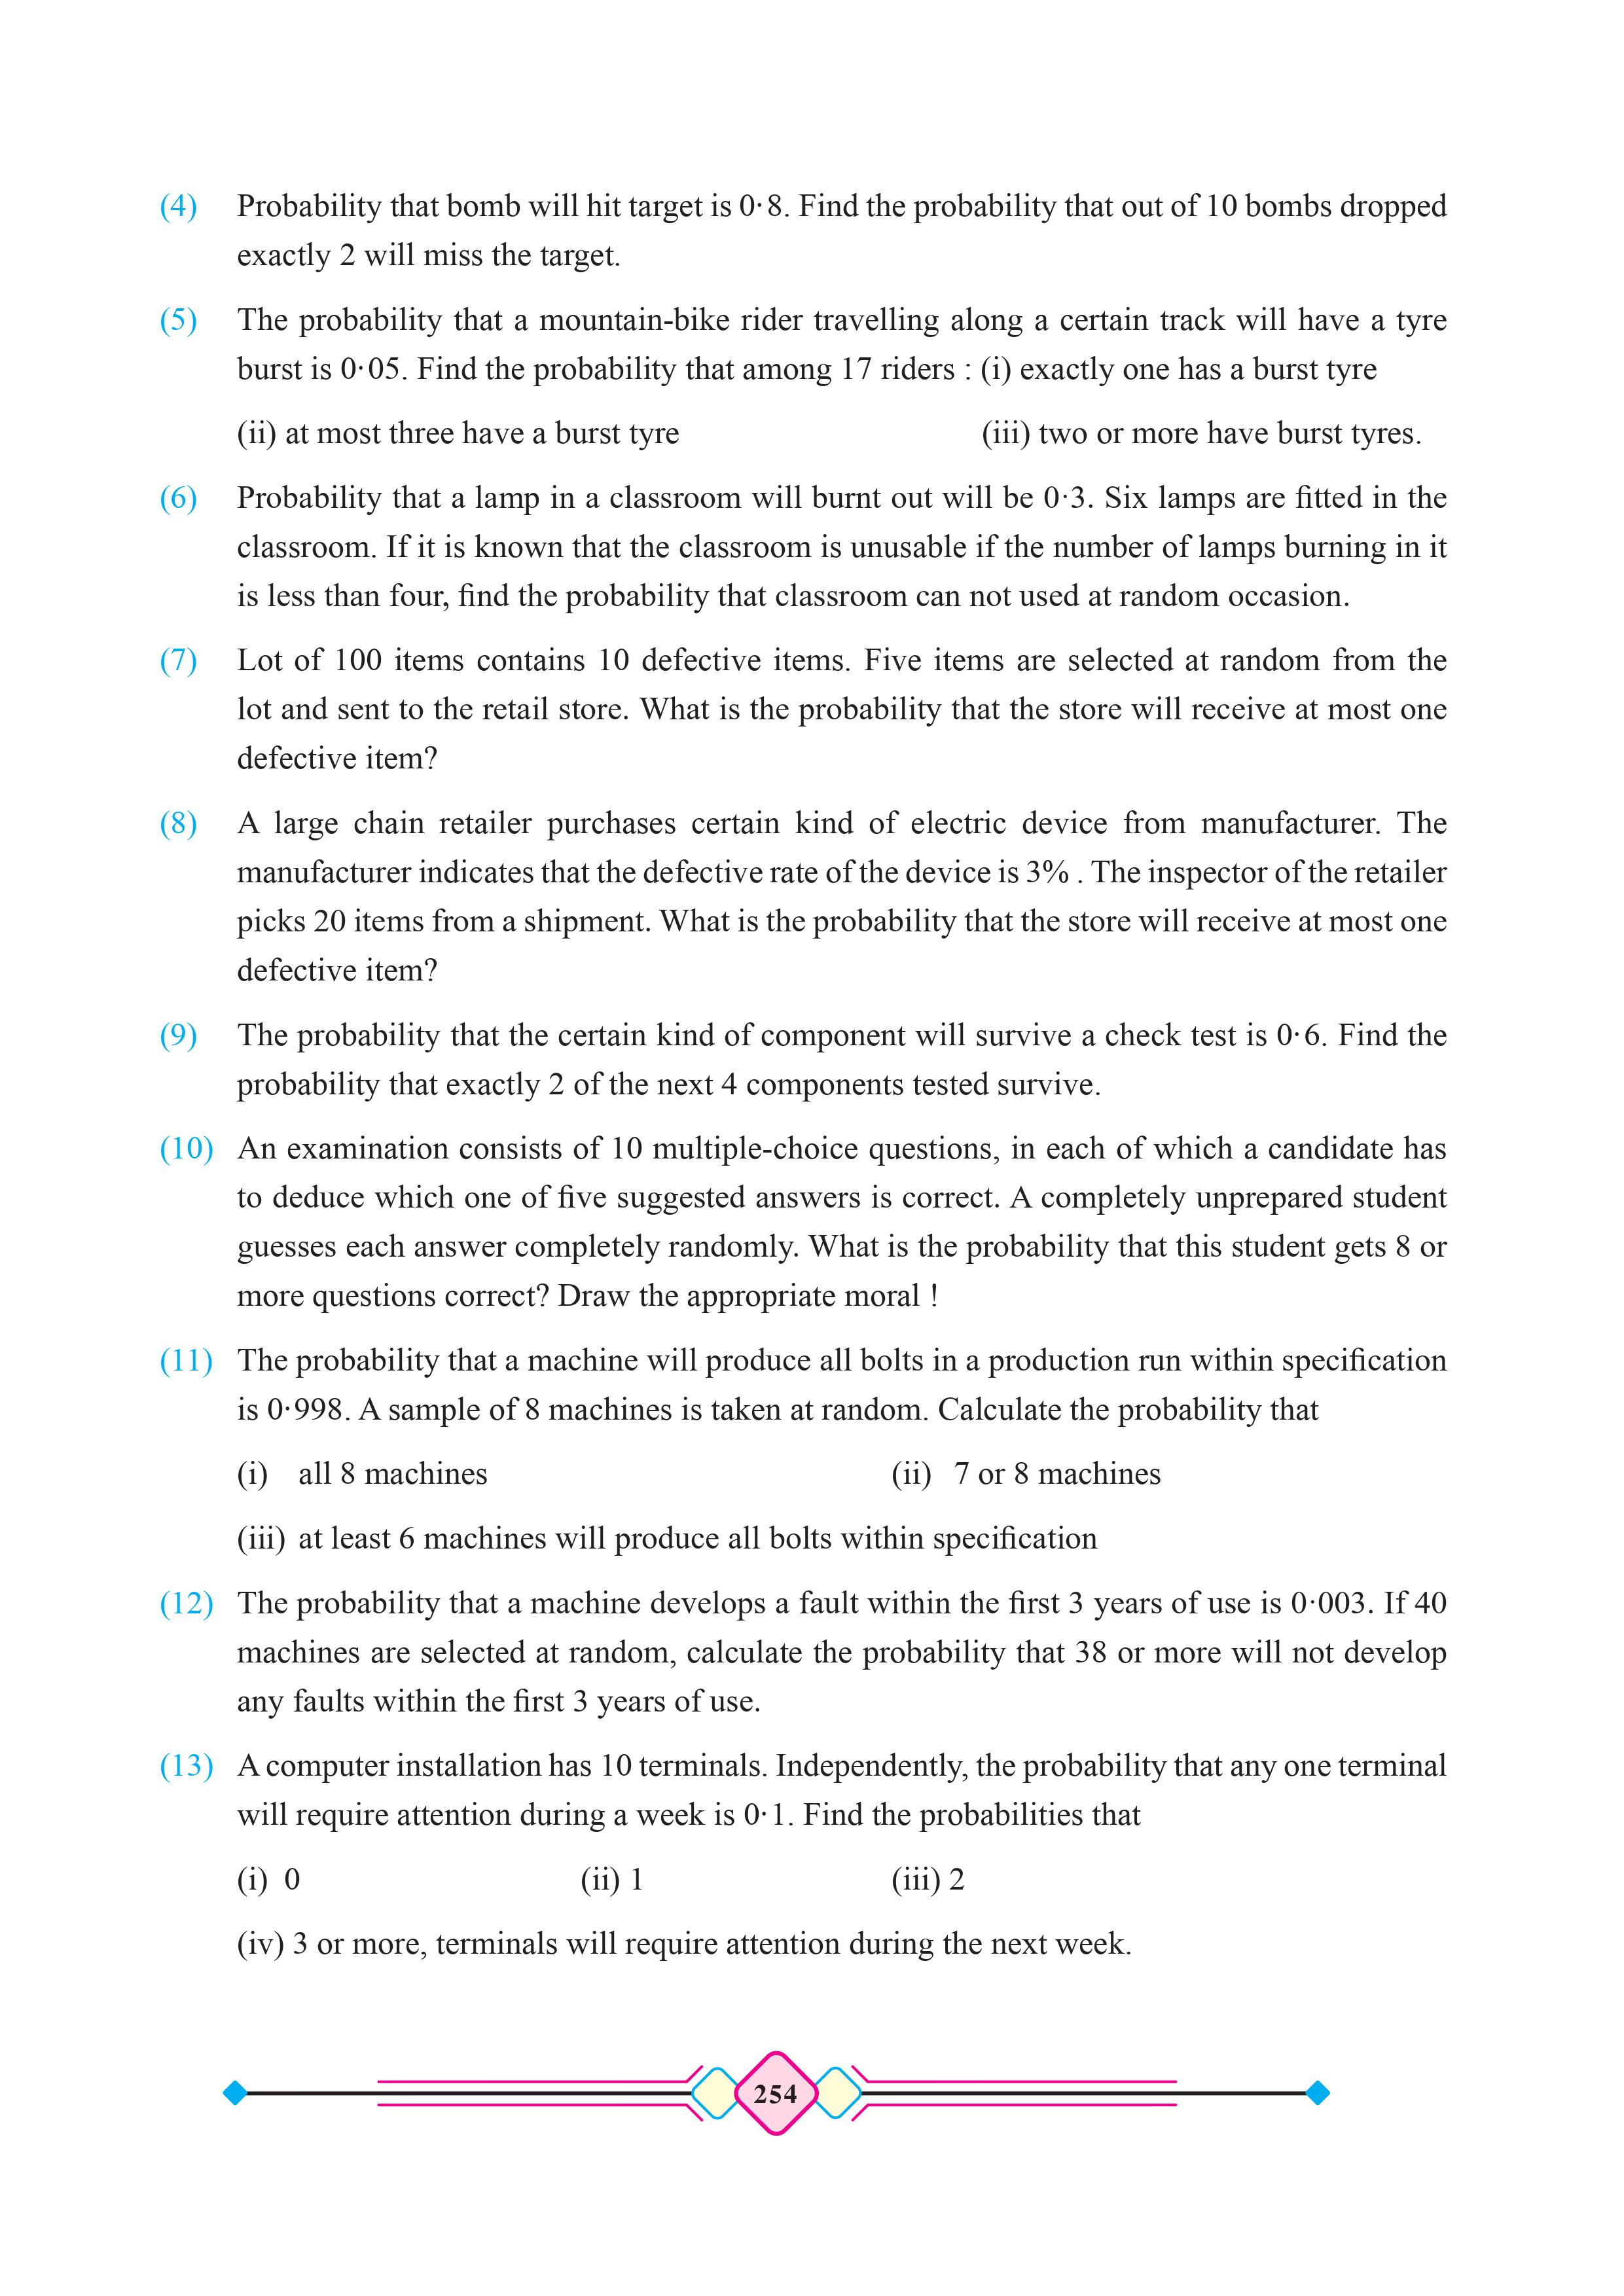 (4) Probability that bomb will hit target is 0·8. Find the probability that out of 10 bombs dropped
exactly 2 will miss the target.
(5) The probability that a mountain-bike rider travelling along a certain track will have a tyre
burst is 0·05. Find the probability that among 17 riders : (i) exactly one has a burst tyre
(ii) at most three have a burst tyre (iii) two or more have burst tyres.
(6) Probability that a lamp in a classroom will burnt out will be 0·3. Six lamps are fitted in the
classroom. If it is known that the classroom is unusable if the number of lamps burning in it
is less than four, find the probability that classroom can not used at random occasion.
(7) Lot of 100 items contains 10 defective items. Five items are selected at random from the
lot and sent to the retail store. What is the probability that the store will receive at most one
defective item?
(8) A large chain retailer purchases certain kind of electric device from manufacturer. The
manufacturer indicates that the defective rate of the device is 3% . The inspector of the retailer
picks 20 items from a shipment. What is the probability that the store will receive at most one
defective item?
(9) The probability that the certain kind of component will survive a check test is 0·6. Find the
probability that exactly 2 of the next 4 components tested survive.
(10) An examination consists of 10 multiple-choice questions, in each of which a candidate has
to deduce which one of five suggested answers is correct. A completely unprepared student
guesses each answer completely randomly. What is the probability that this student gets 8 or
more questions correct? Draw the appropriate moral !
(11) The probability that a machine will produce all bolts in a production run within specification
is 0·998. A sample of 8 machines is taken at random. Calculate the probability that
(i) all 8 machines (ii) 7 or 8 machines
(iii) at least 6 machines will produce all bolts within specification
(12) The probability that a machine develops a fault within the first 3 years of use is 0·003. If 40
machines are selected at random, calculate the probability that 38 or more will not develop
any faults within the first 3 years of use.
(13) A computer installation has 10 terminals. Independently, the probability that any one terminal
will require attention during a week is 0·1. Find the probabilities that
(i) 0 (ii) 1 (iii) 2
(iv) 3 or more, terminals will require attention during the next week.
254